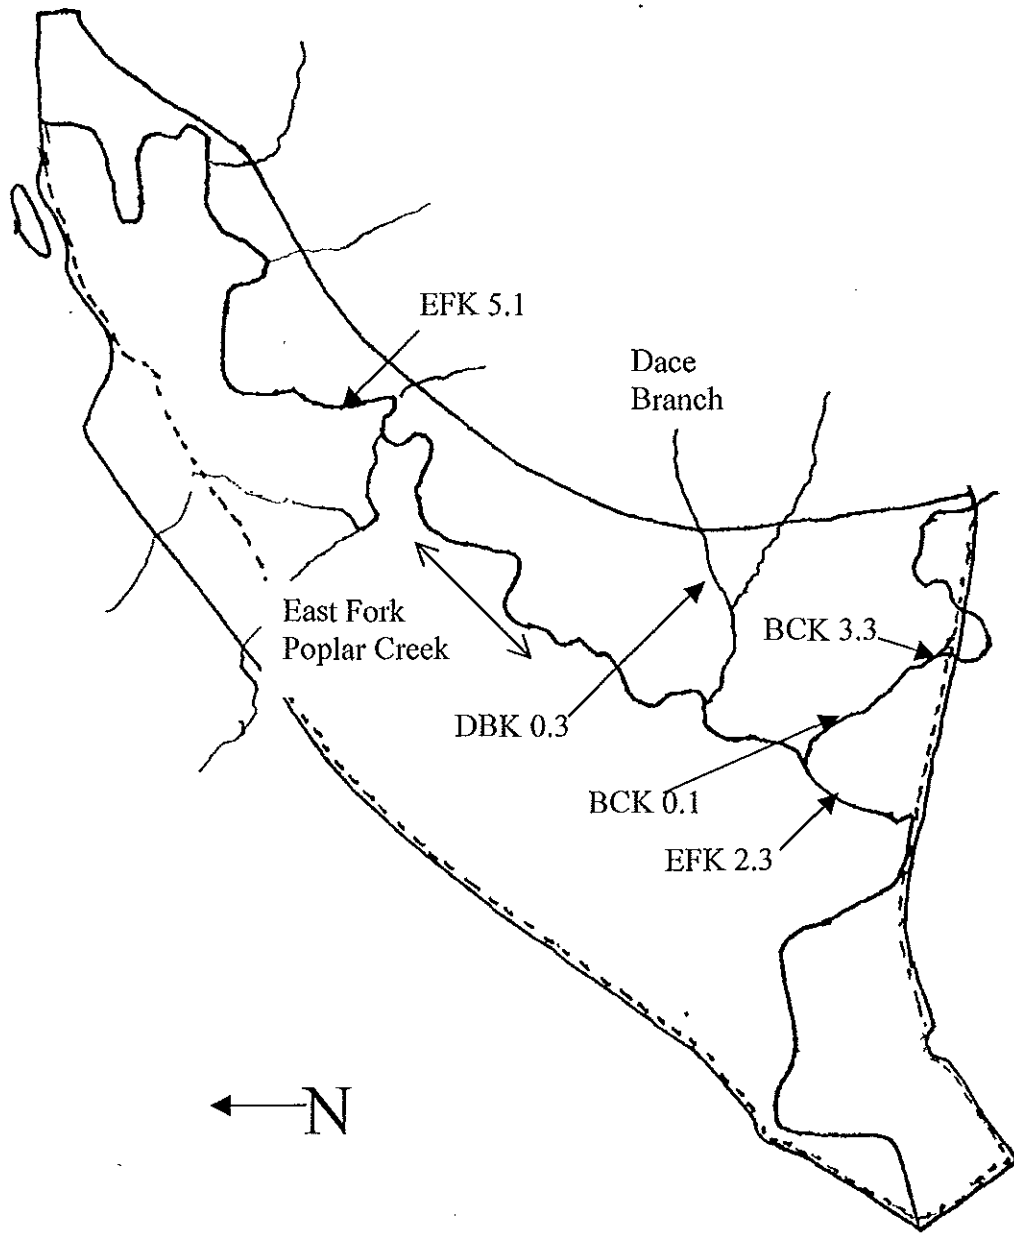 EFK 5.1
Dace
Branch
East Fork
Poplar Creek
BCK 3.3
DBK 0.3
BCK 0.1
EFK 2.3
N